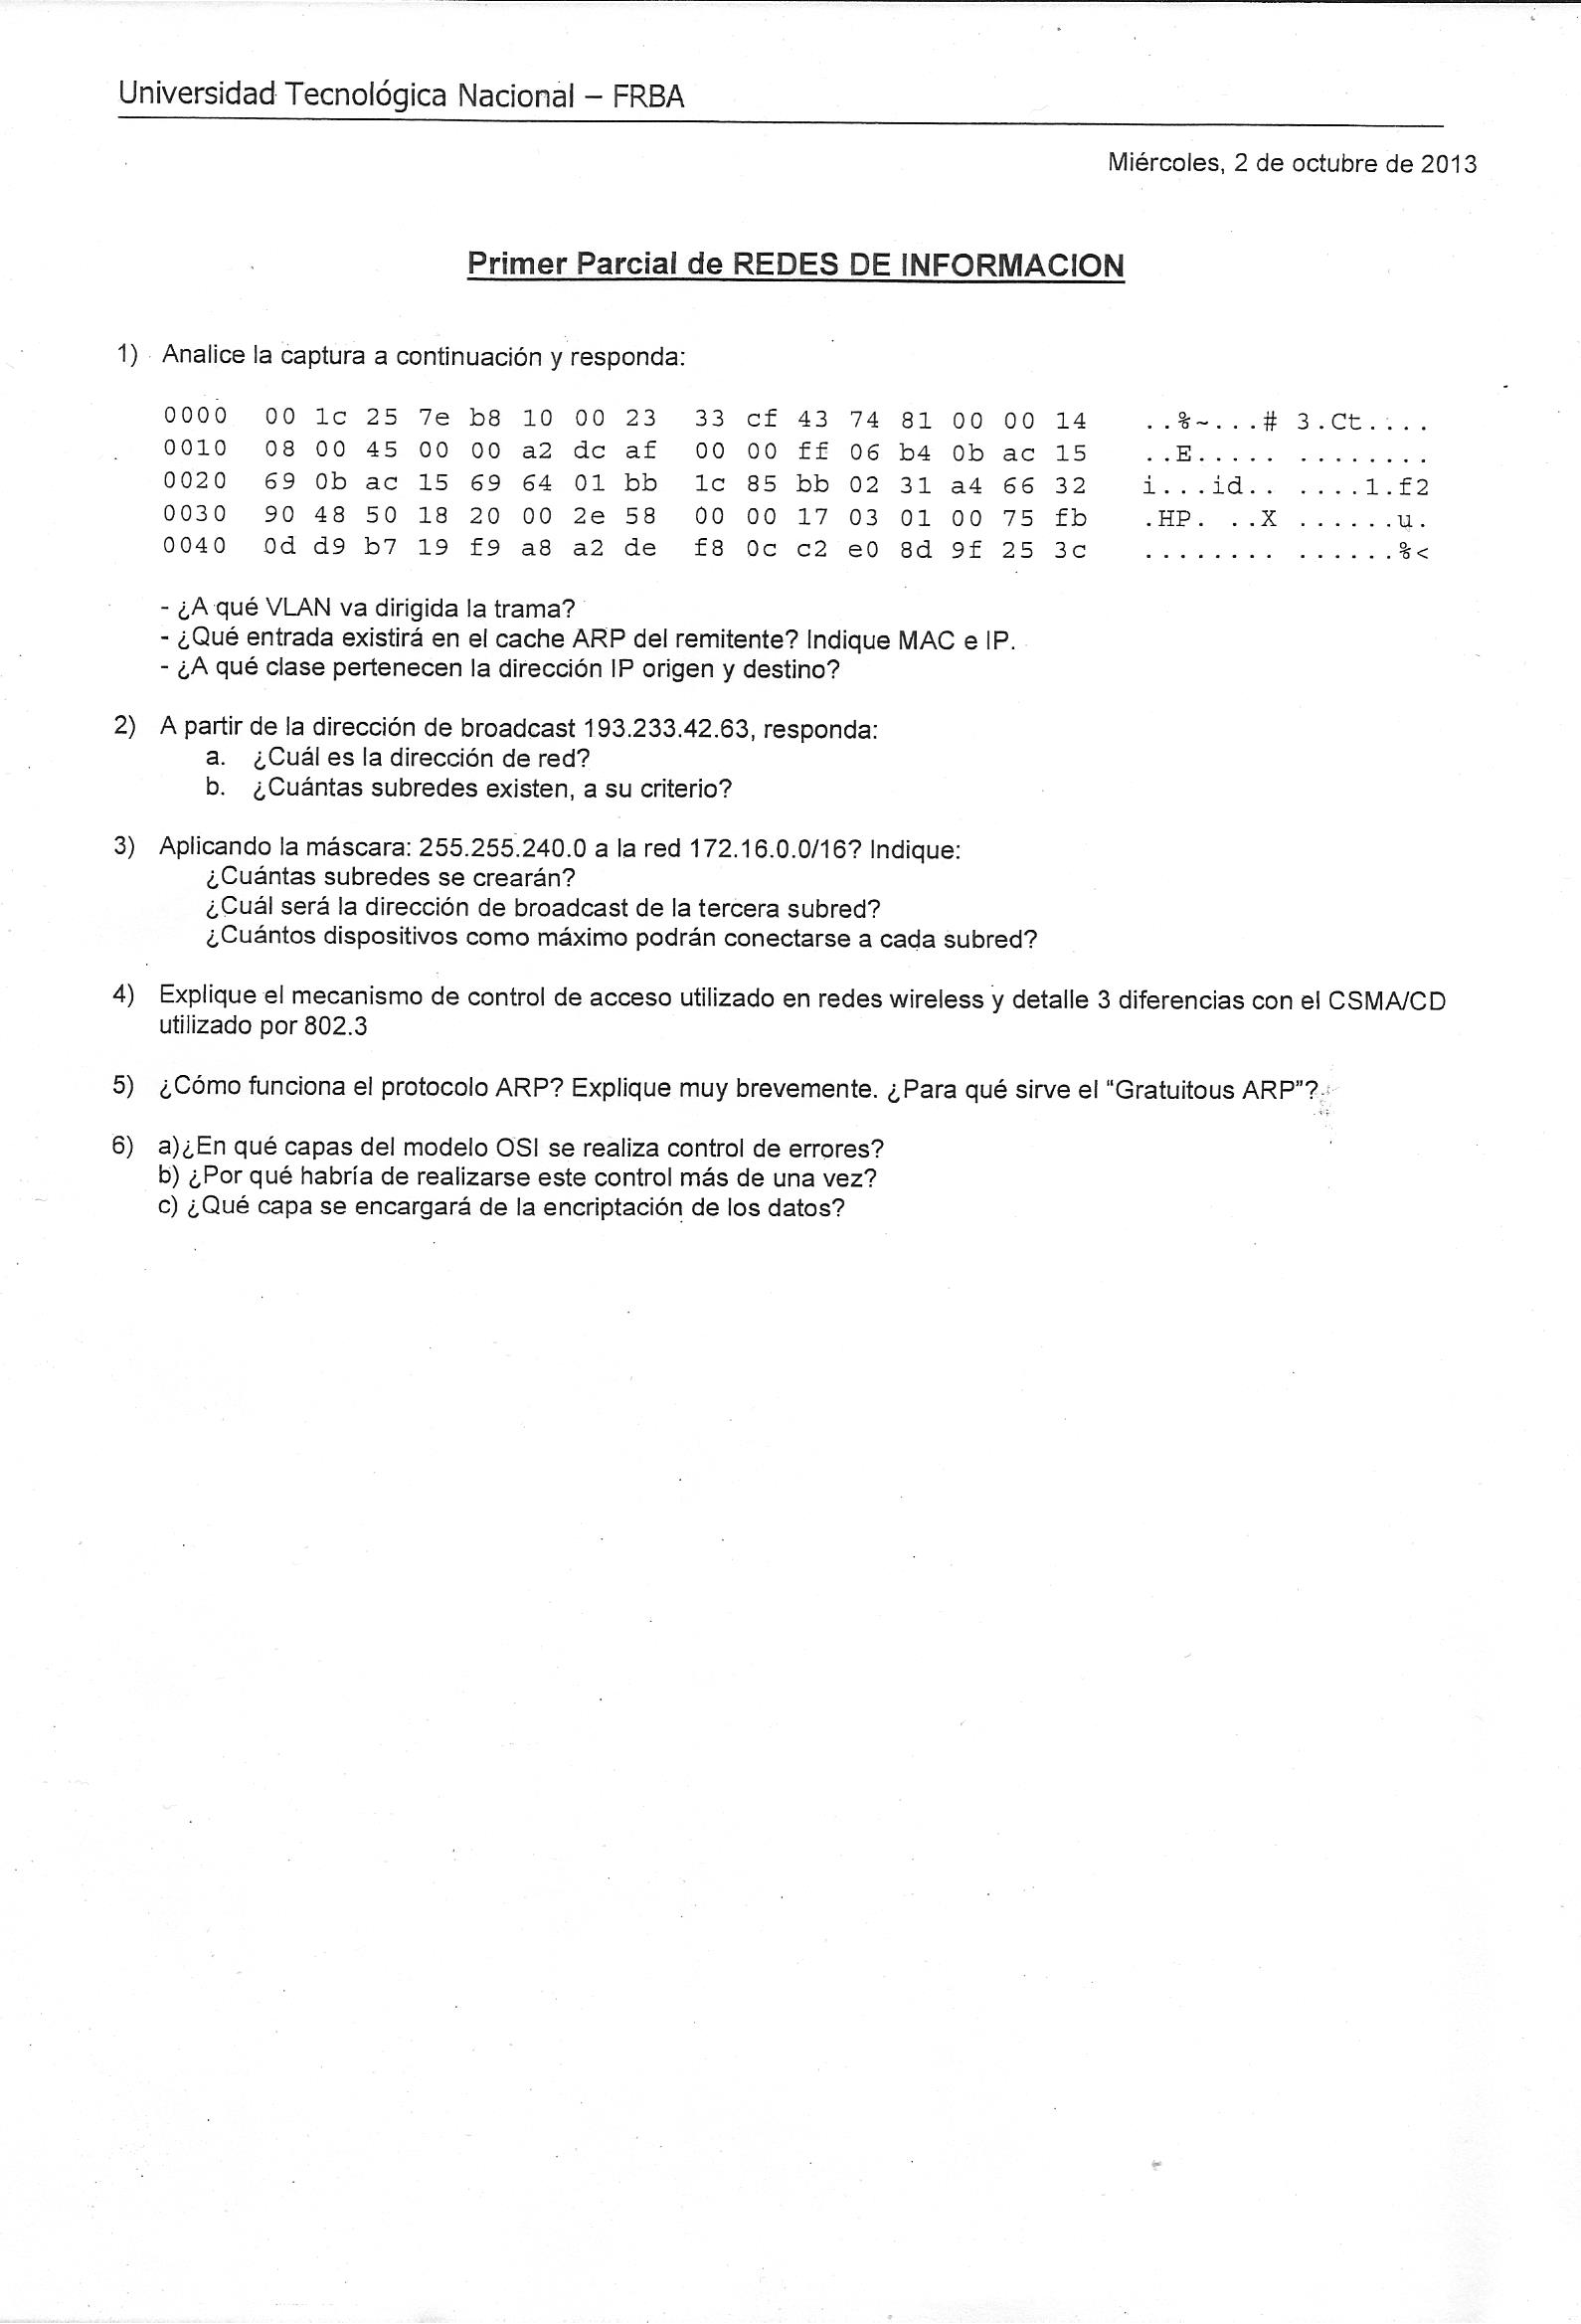 Universidad Tecnológica Nacional – FRBA
Miércoles, 2 de octubre de 2013
Primer Parcial de REDES DE INFORMACION
1) Analice la captura a continuación y responda:
0000 00 1c 25 7e b8 10 00 23 33 cf 43 74 81 00 00 14 ..%~...# 3.Ct....
0010 08 00 45 00 00 a2 dc af 00 00 ff 06 b4 0b ac 15 ..E..... ........
0020 69 0b ac 15 69 64 01 bb 1c 85 bb 02 31 a4 66 32 i...id.. ....1.f2
0030 90 48 50 18 20 00 2e 58 00 00 17 03 01 00 75 fb .HP. ..X ......u.
0040 0d d9 b7 19 f9 a8 a2 de f8 0c c2 e0 8d 9f 25 3c ........ ......%<
- ¿A qué VLAN va dirigida la trama?
- ¿Qué entrada existirá en el cache ARP del remitente? Indique MAC e IP.
- ¿A qué clase pertenecen la dirección IP origen y destino?
2) A partir de la dirección de broadcast 193.233.42.63, responda:
a. ¿Cuál es la dirección de red?
b. ¿Cuántas subredes existen, a su criterio?
3) Aplicando la máscara: 255.255.240.0 a la red 172.16.0.0/16? Indique:
¿Cuántas subredes se crearán?
¿Cuál será la dirección de broadcast de la tercera subred?
¿Cuántos dispositivos como máximo podrán conectarse a cada subred?
4) Explique el mecanismo de control de acceso utilizado en redes wireless y detalle 3 diferencias con el CSMA/CD
utilizado por 802.3
5) ¿Cómo funciona el protocolo ARP? Explique muy brevemente. ¿Para qué sirve el “Gratuitous ARP”?
6) a)¿En qué capas del modelo OSI se realiza control de errores?
b) ¿Por qué habría de realizarse este control más de una vez?
c) ¿Qué capa se encargará de la encriptación de los datos?